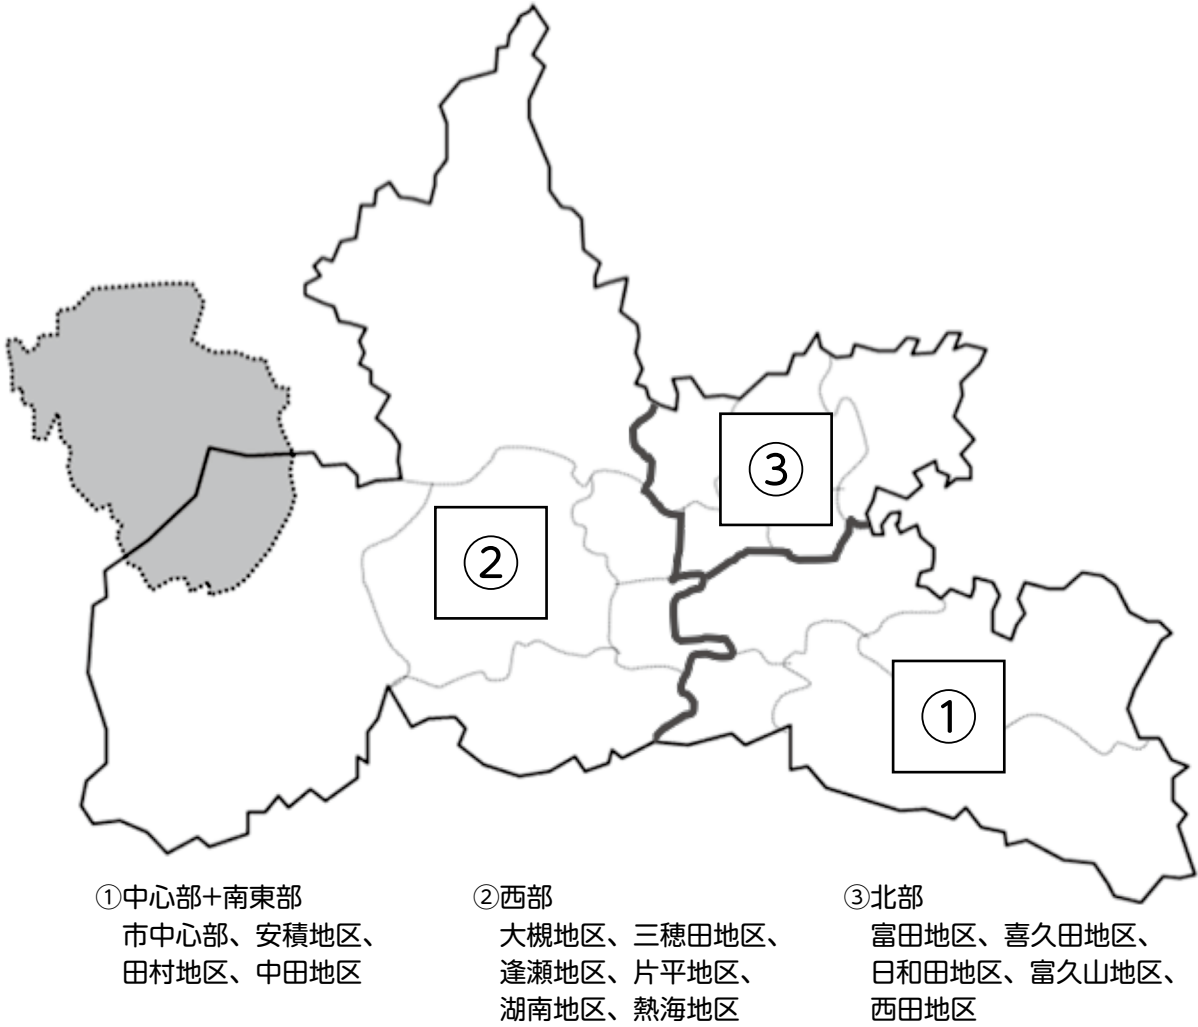 ③
②
①
①中心部+南東部
市中心部、安積地区、
田村地区、中田地区
②西部
大槻地区、三穂田地区、
逢瀬地区、片平地区、
湖南地区、熱海地区
③北部
富田地区、喜久田地区、
日和田地区、富久山地区、
西田地区